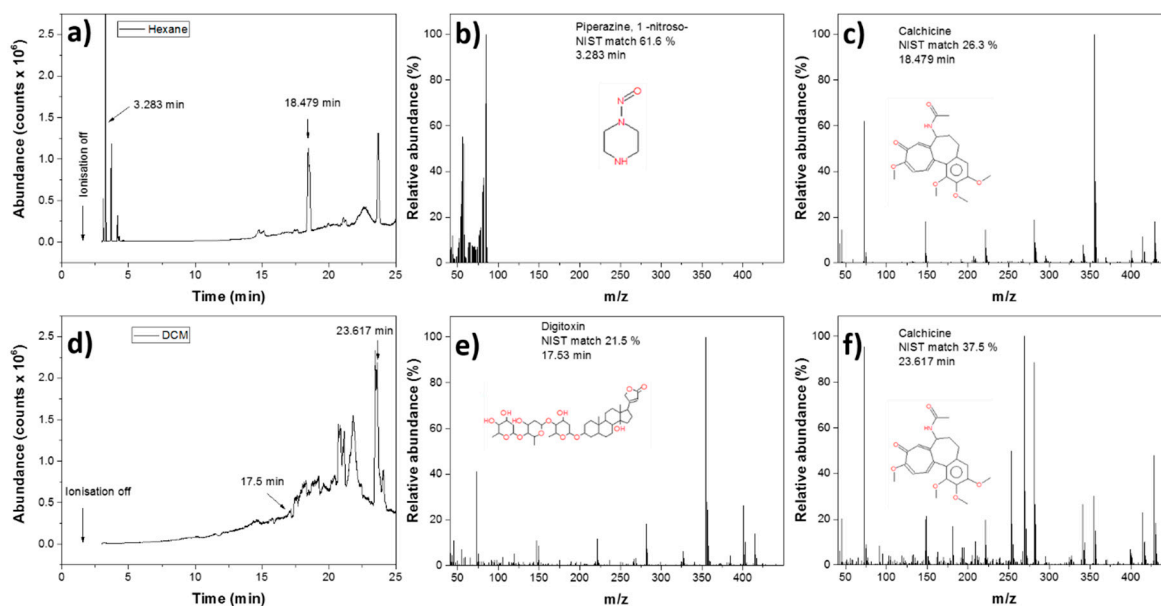 a)
Hexane
2.5
2.0
1.5
1.0
0.5
0.0
Abundance (counts x 10⁶)
3.283 min
18.479 min
Ionisation off
0 5 10 15 20 25
Time (min)
b)
Piperazine, 1 -nitroso-
NIST match 61.6 %
3.283 min
O
N
N
NH
100
80
60
40
20
0
Relative abundance (%)
50 100 150 200 250 300 350 400
m/z
c)
Calchicine
NIST match 26.3 %
18.479 min
O
HN
O
O
O
O
O
100
80
60
40
20
0
Relative abundance (%)
50 100 150 200 250 300 350 400
m/z
d)
DCM
23.617 min
2.5
2.0
1.5
1.0
0.5
0.0
Abundance (counts x 10⁶)
17.5 min
Ionisation off
0 5 10 15 20 25
Time (min)
e)
Digitoxin
NIST match 21.5 %
17.53 min
100
80
60
40
20
0
Relative abundance (%)
50 100 150 200 250 300 350 400
m/z
f)
Calchicine
NIST match 37.5 %
23.617 min
O
HN
O
O
O
O
O
100
80
60
40
20
0
Relative abundance (%)
50 100 150 200 250 300 350 400
m/z